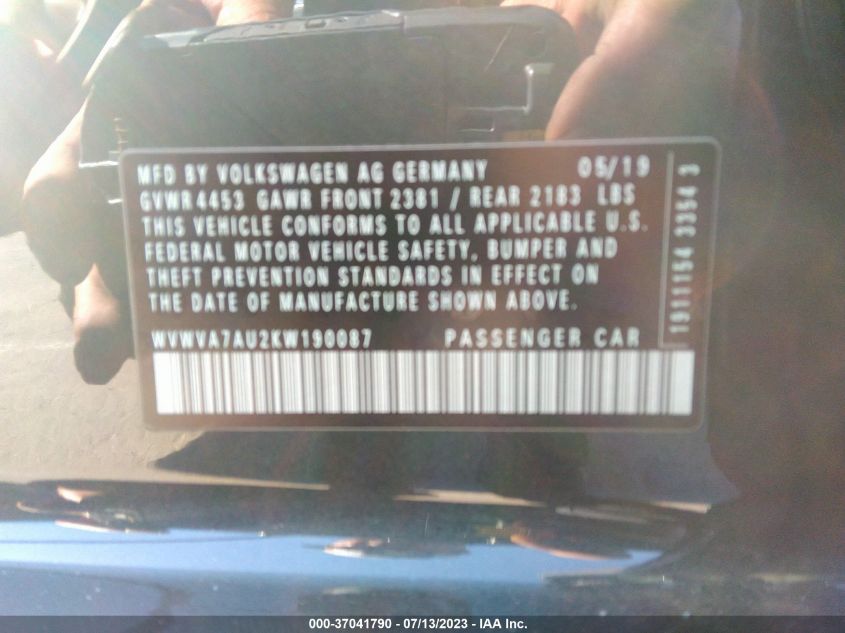 MFD BY VOLKSWAGEN AG GERMANY 05/19
GVWR 4453 GAWR FRONT 2381 / REAR 2183 LBS
THIS VEHICLE CONFORMS TO ALL APPLICABLE U.S.
FEDERAL MOTOR VEHICLE SAFETY, BUMPER AND
THEFT PREVENTION STANDARDS IN EFFECT ON
THE DATE OF MANUFACTURE SHOWN ABOVE.
WVWVA7AU2KW190087 PASSENGER CAR
1911154 3354 3
000-37041790 - 07/13/2023 - IAA Inc.